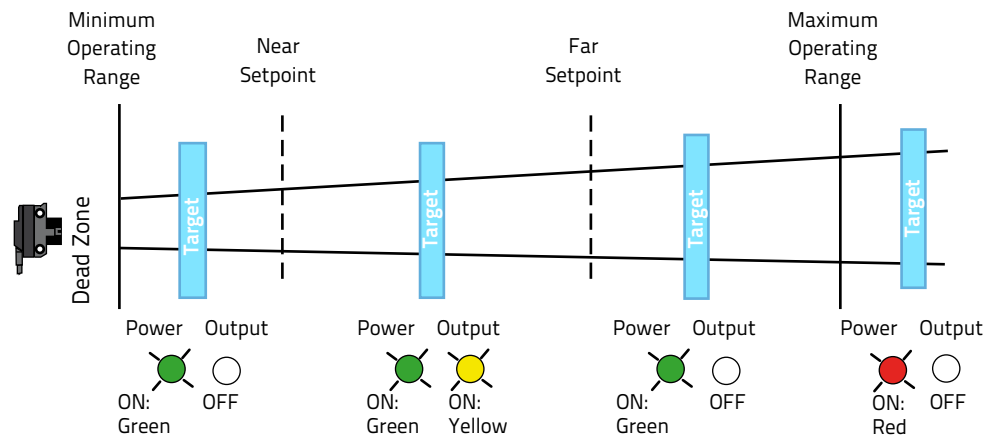 Minimum
Operating
Range
Near
Setpoint
Far
Setpoint
Maximum
Operating
Range
Dead Zone
Target
Target
Target
Target
Power Output
ON:
Green
OFF
Power Output
ON:
Green
ON:
Yellow
Power Output
ON:
Green
OFF
Power Output
ON:
Red
OFF